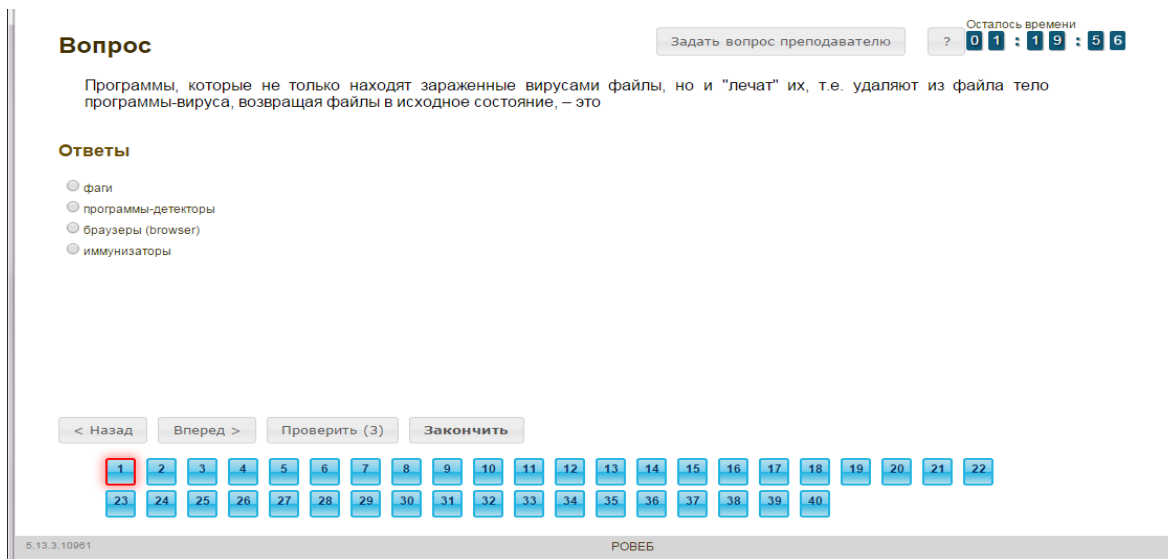 Осталось времени
Вопрос
Задать вопрос преподавателю
?
01:19:56
Программы, которые не только находят зараженные вирусами файлы, но и "лечат" их, т.е. удаляют из файла тело
программы-вируса, возвращая файлы в исходное состояние, – это
Ответы
фаги
программы-детекторы
браузеры (browser)
иммунизаторы
< Назад Вперед > Проверить (3) Закончить
1 2 3 4 5 6 7 8 9 10 11 12 13 14 15 16 17 18 19 20 21 22
23 24 25 26 27 28 29 30 31 32 33 34 35 36 37 38 39 40
5.13.3.10961 РОВЕБ